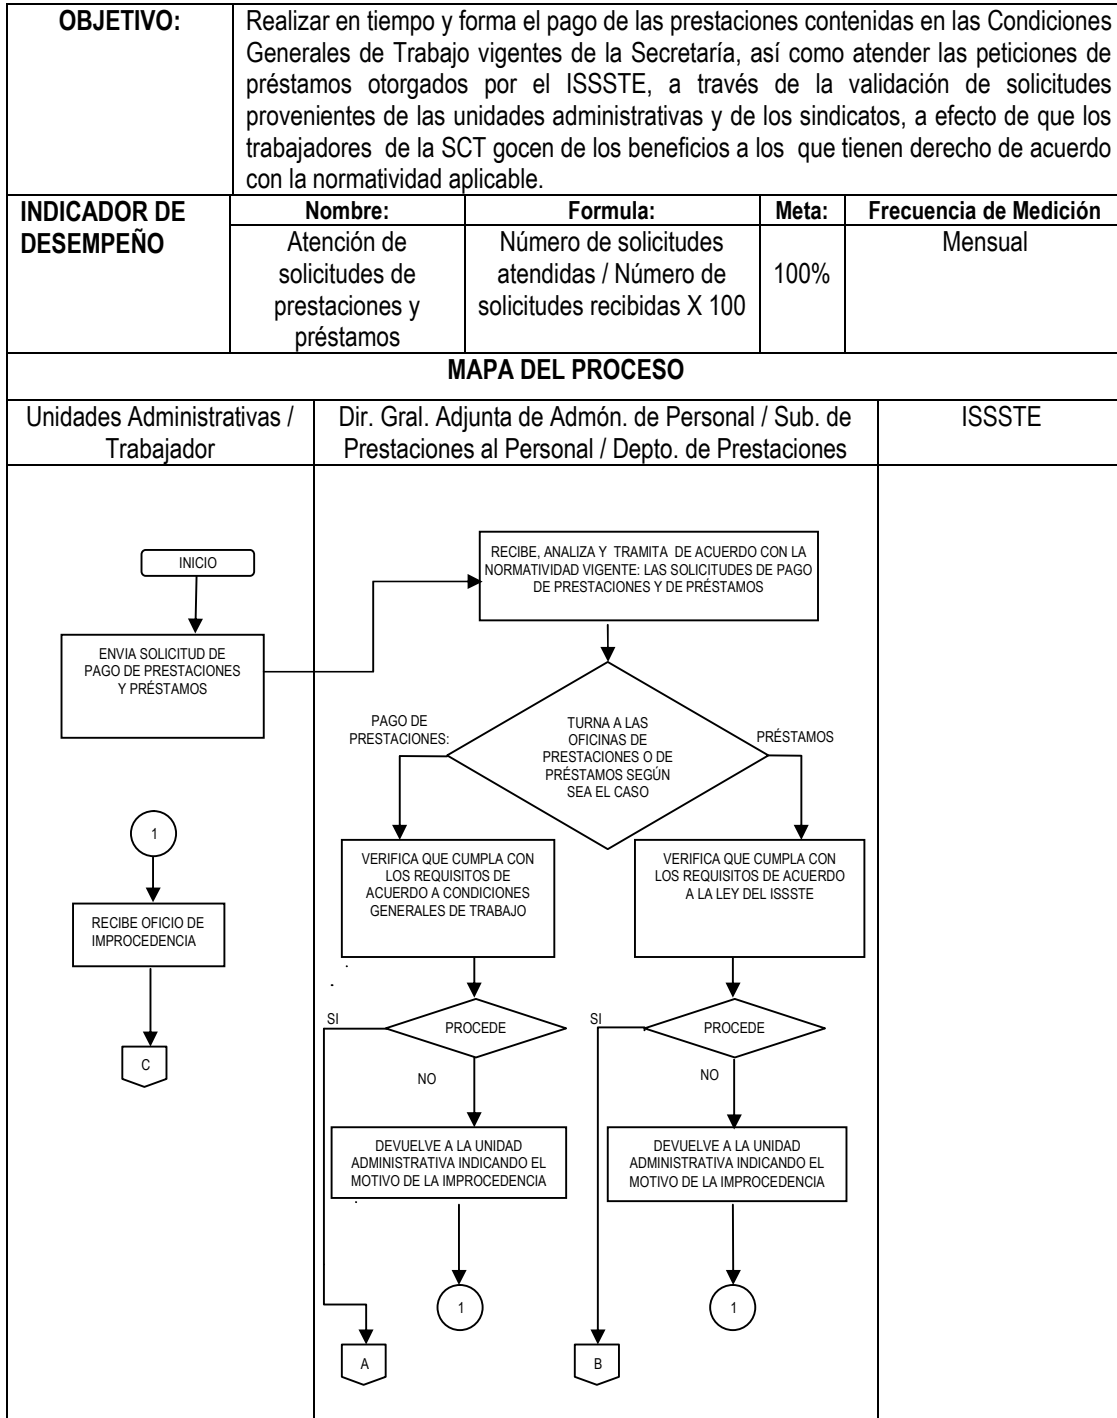 OBJETIVO:
Realizar en tiempo y forma el pago de las prestaciones contenidas en las Condiciones
Generales de Trabajo vigentes de la Secretaría, así como atender las peticiones de
préstamos otorgados por el ISSSTE, a través de la validación de solicitudes
provenientes de las unidades administrativas y de los sindicatos, a efecto de que los
trabajadores de la SCT gocen de los beneficios a los que tienen derecho de acuerdo
con la normatividad aplicable.
INDICADOR DE
DESEMPEÑO
Nombre:
Formula:
Meta:
Frecuencia de Medición
Atención de
solicitudes de
prestaciones y
préstamos
Número de solicitudes
atendidas / Número de
solicitudes recibidas X 100
100%
Mensual
MAPA DEL PROCESO
Unidades Administrativas /
Trabajador
Dir. Gral. Adjunta de Admón. de Personal / Sub. de
Prestaciones al Personal / Depto. de Prestaciones
ISSSTE
INICIO
ENVIA SOLICITUD DE
PAGO DE PRESTACIONES
Y PRÉSTAMOS
RECIBE, ANALIZA Y TRAMITA DE ACUERDO CON LA
NORMATIVIDAD VIGENTE: LAS SOLICITUDES DE PAGO
DE PRESTACIONES Y DE PRÉSTAMOS
PAGO DE
PRESTACIONES:
TURNA A LAS
OFICINAS DE
PRESTACIONES O DE
PRÉSTAMOS SEGÚN
SEA EL CASO
PRÉSTAMOS
1
RECIBE OFICIO DE
IMPROCEDENCIA
C
VERIFICA QUE CUMPLA CON
LOS REQUISITOS DE
ACUERDO A CONDICIONES
GENERALES DE TRABAJO
VERIFICA QUE CUMPLA CON
LOS REQUISITOS DE ACUERDO
A LA LEY DEL ISSSTE
SI
PROCEDE
NO
SI
PROCEDE
NO
DEVUELVE A LA UNIDAD
ADMINISTRATIVA INDICANDO EL
MOTIVO DE LA IMPROCEDENCIA
DEVUELVE A LA UNIDAD
ADMINISTRATIVA INDICANDO EL
MOTIVO DE LA IMPROCEDENCIA
1
1
A
B